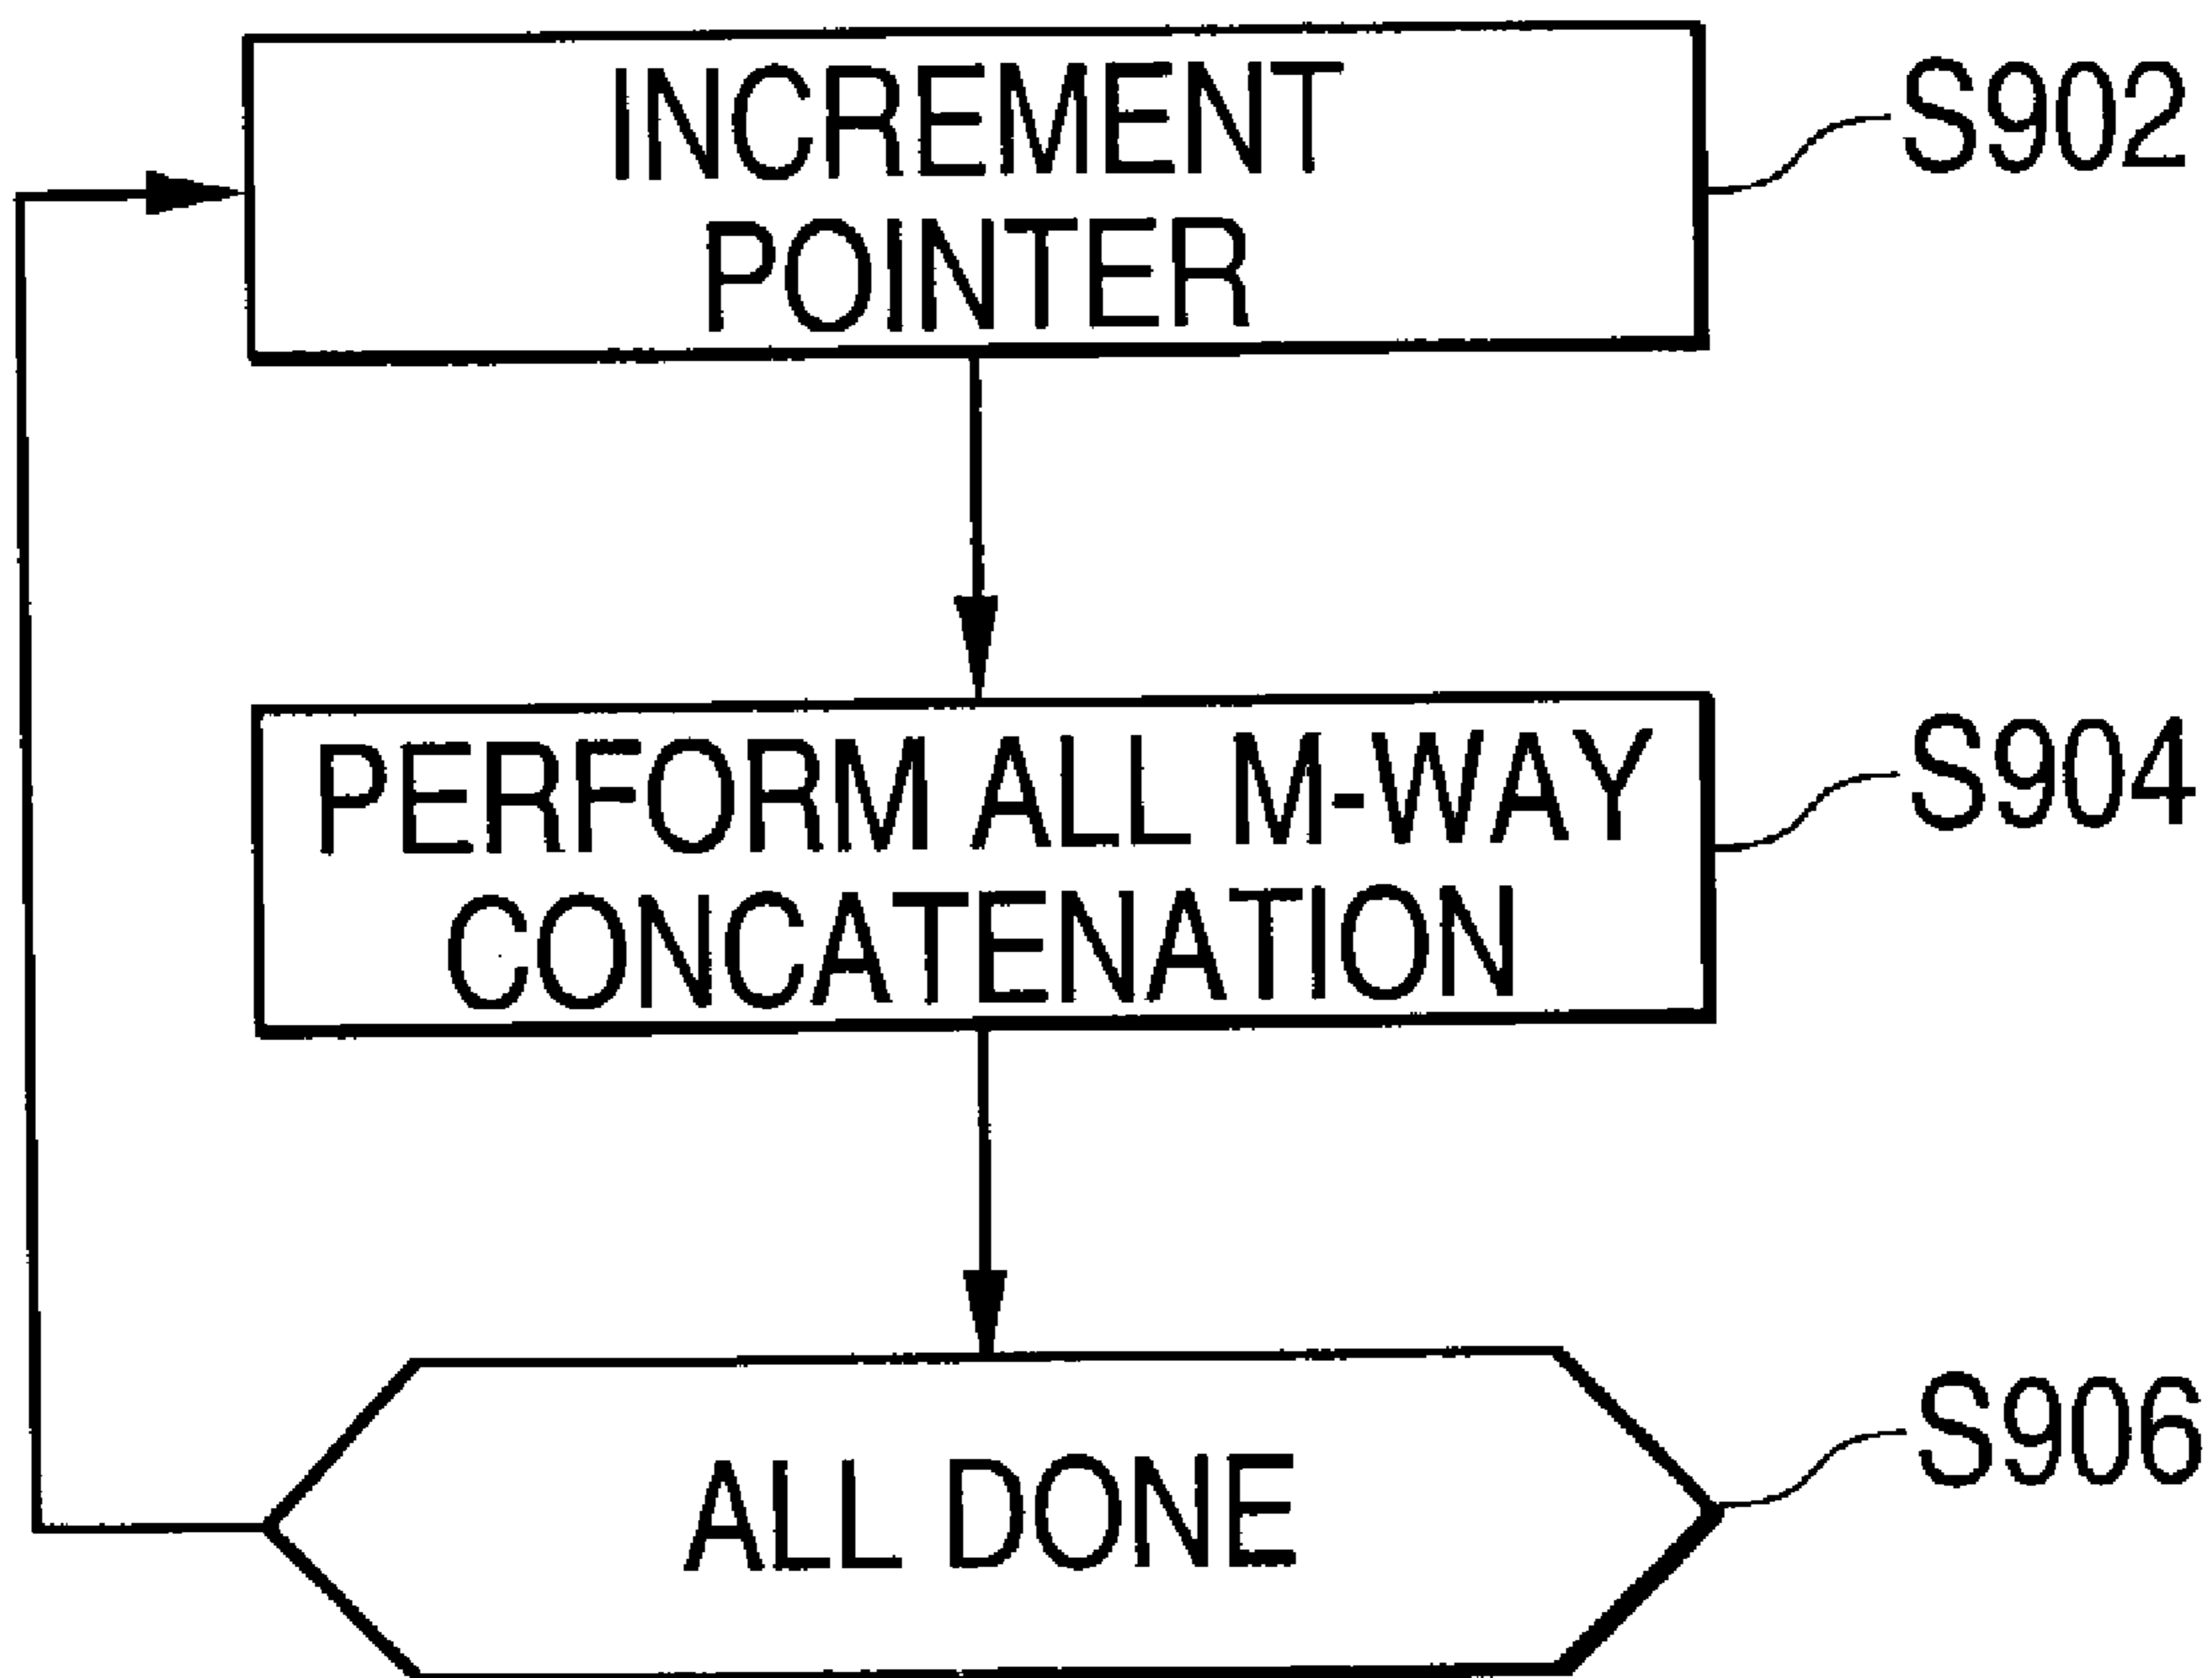 INCREMENT
POINTER
S902
PERFORM ALL M-WAY
CONCATENATION
S904
ALL DONE
S906